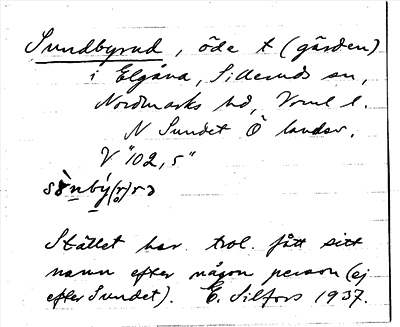 Sundbyrud, öde t (gården)
i Elgåna, Silleruds sn,
Nordmarks hd, Vrml l.
N Sundet Ö landsv.
V "102,5"
Stället har trol. fått sitt
namn efter någon person (ej
efter Sundet). E. Silfors 1937.